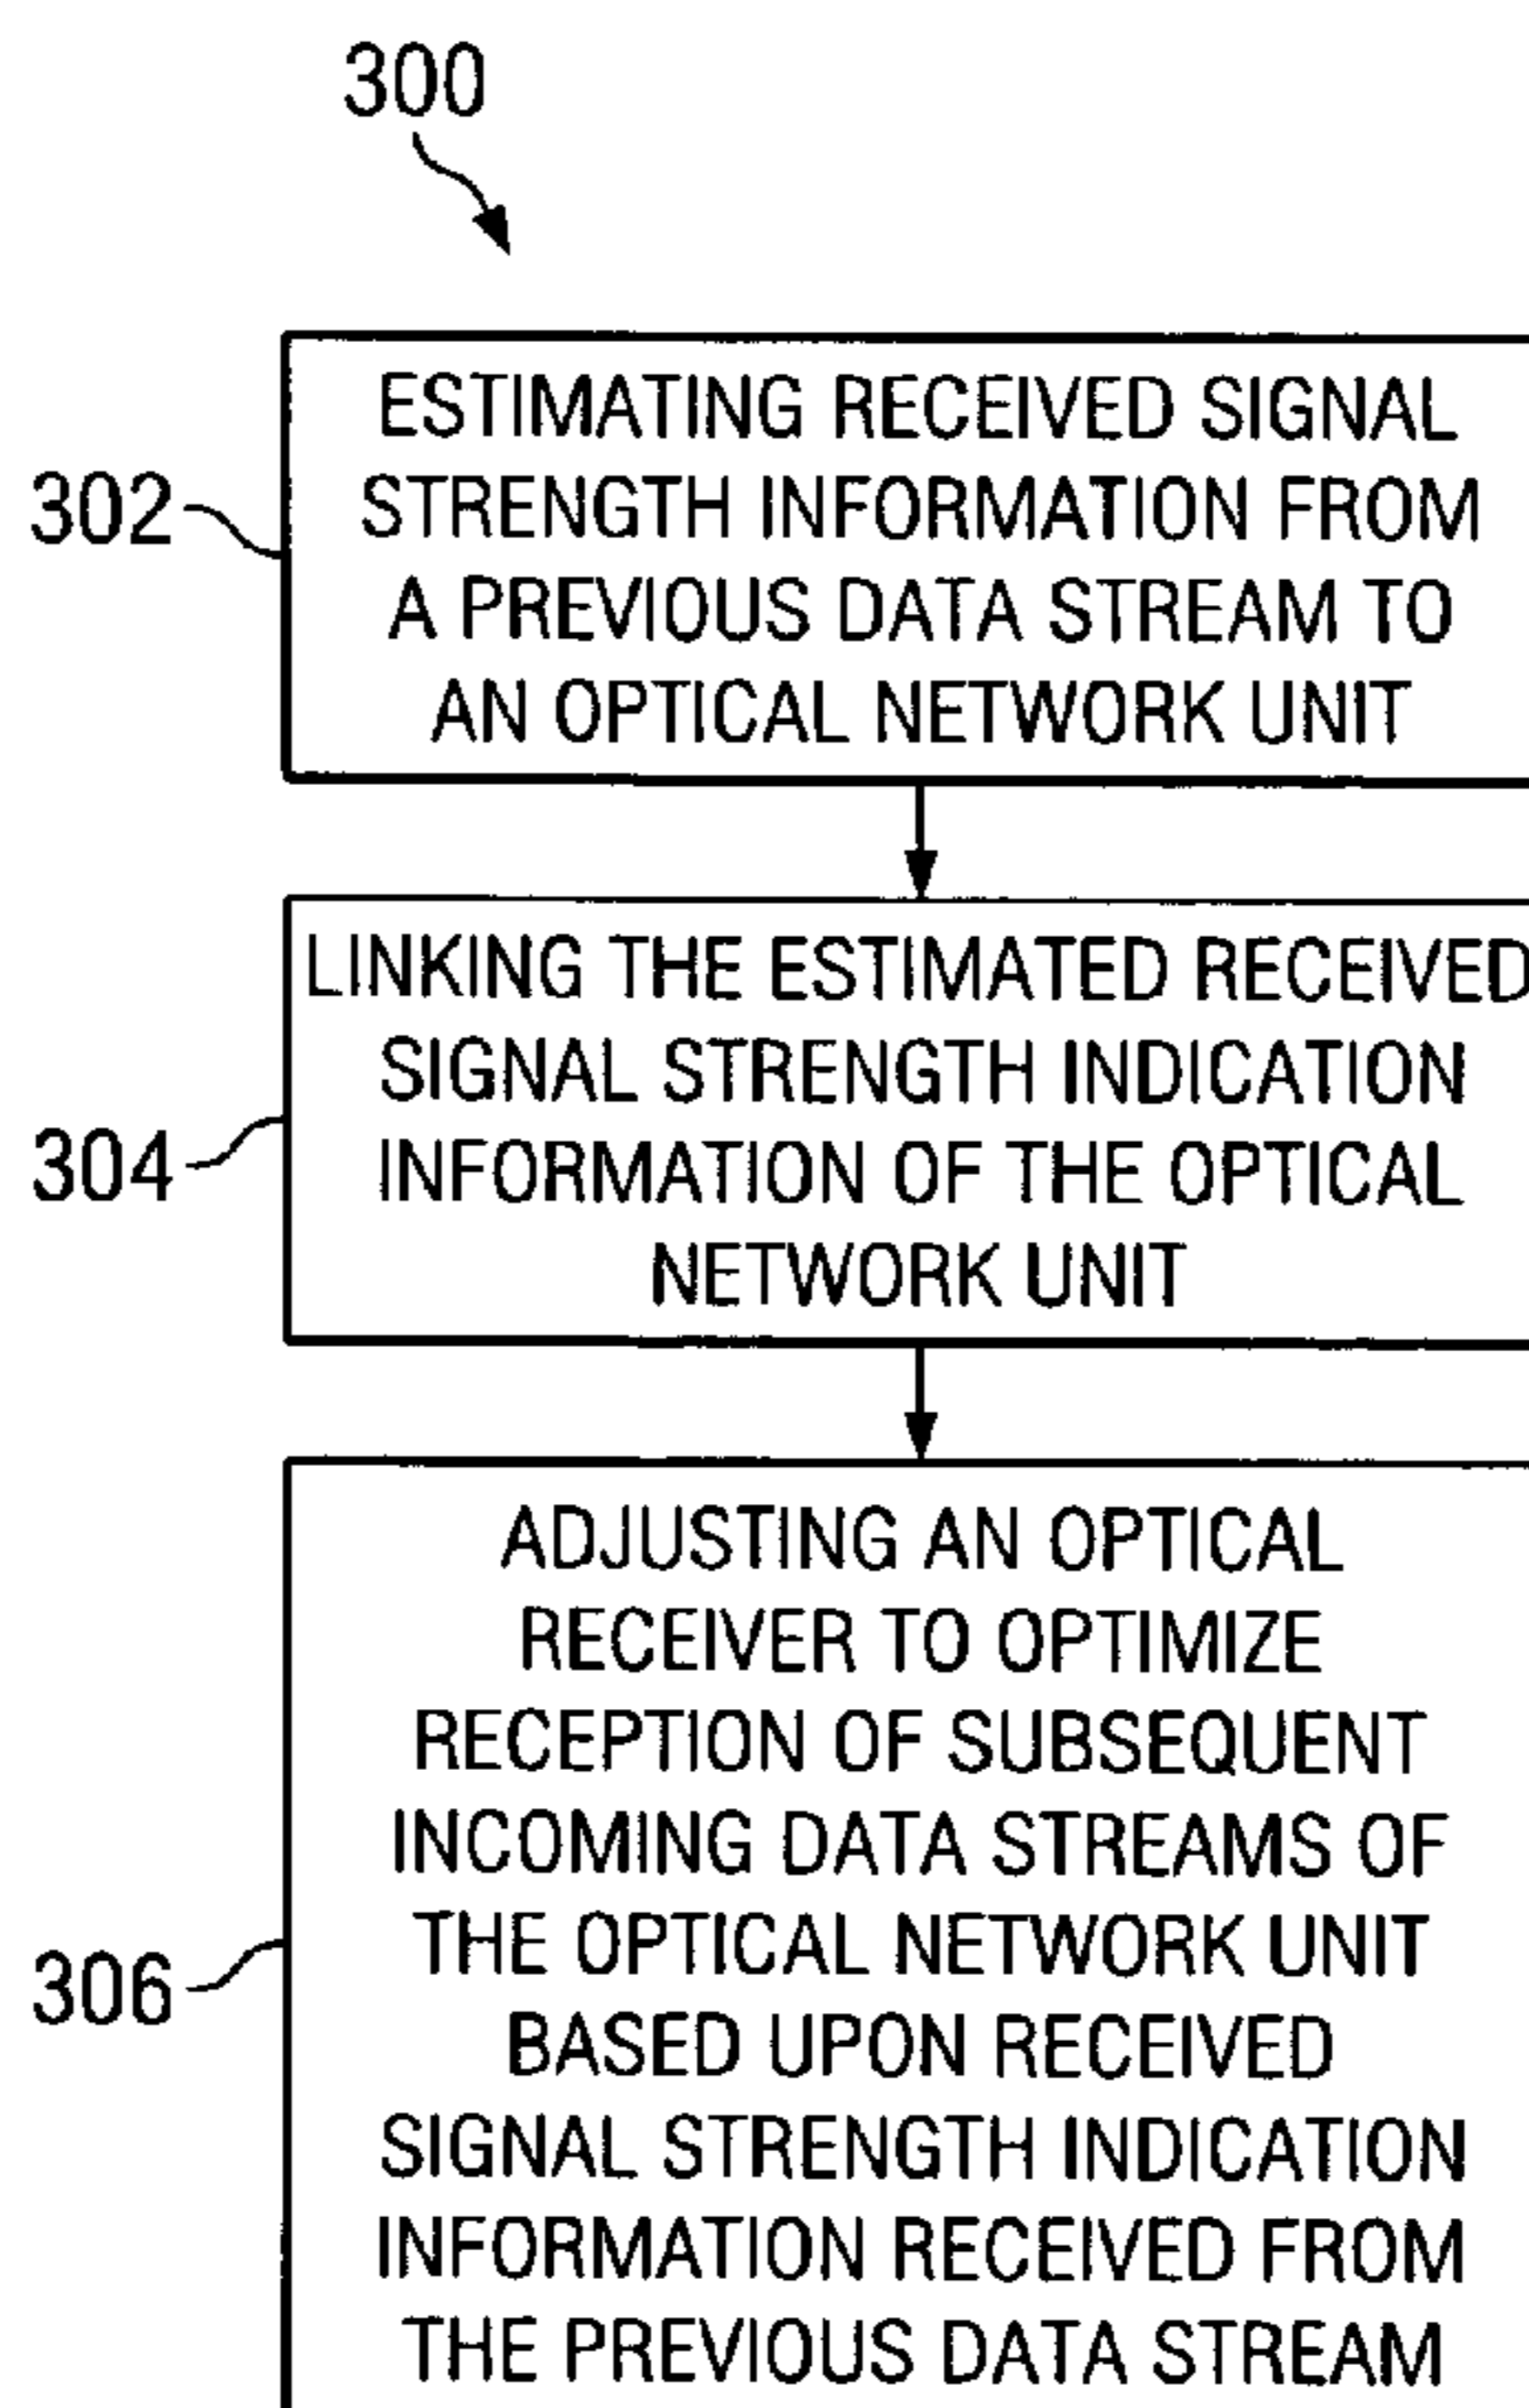 300
302
ESTIMATING RECEIVED SIGNAL
STRENGTH INFORMATION FROM
A PREVIOUS DATA STREAM TO
AN OPTICAL NETWORK UNIT
304
LINKING THE ESTIMATED RECEIVED
SIGNAL STRENGTH INDICATION
INFORMATION OF THE OPTICAL
NETWORK UNIT
306
ADJUSTING AN OPTICAL
RECEIVER TO OPTIMIZE
RECEPTION OF SUBSEQUENT
INCOMING DATA STREAMS OF
THE OPTICAL NETWORK UNIT
BASED UPON RECEIVED
SIGNAL STRENGTH INDICATION
INFORMATION RECEIVED FROM
THE PREVIOUS DATA STREAM